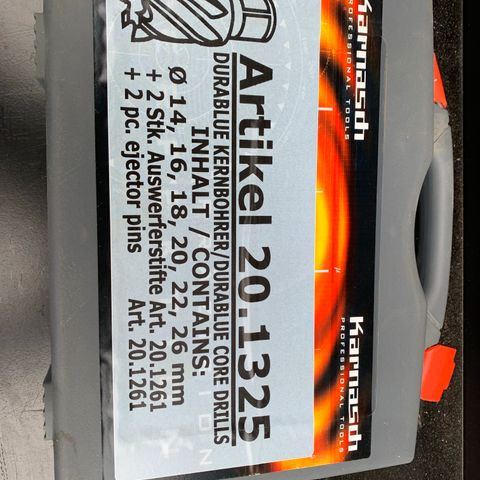 Karnasch
PROFESSIONAL TOOLS
Karnasch
PROFESSIONAL TOOLS
Artikel 20.1325
DURABLUE KERNBOHRER/DURABLUE CORE DRILLS
INHALT / CONTAINS:
Ø 14, 16, 18, 20, 22, 26 mm
+ 2 Stk. Auswerferstifte Art. 20.1261
+ 2 pc. ejector pins Art. 20.1261